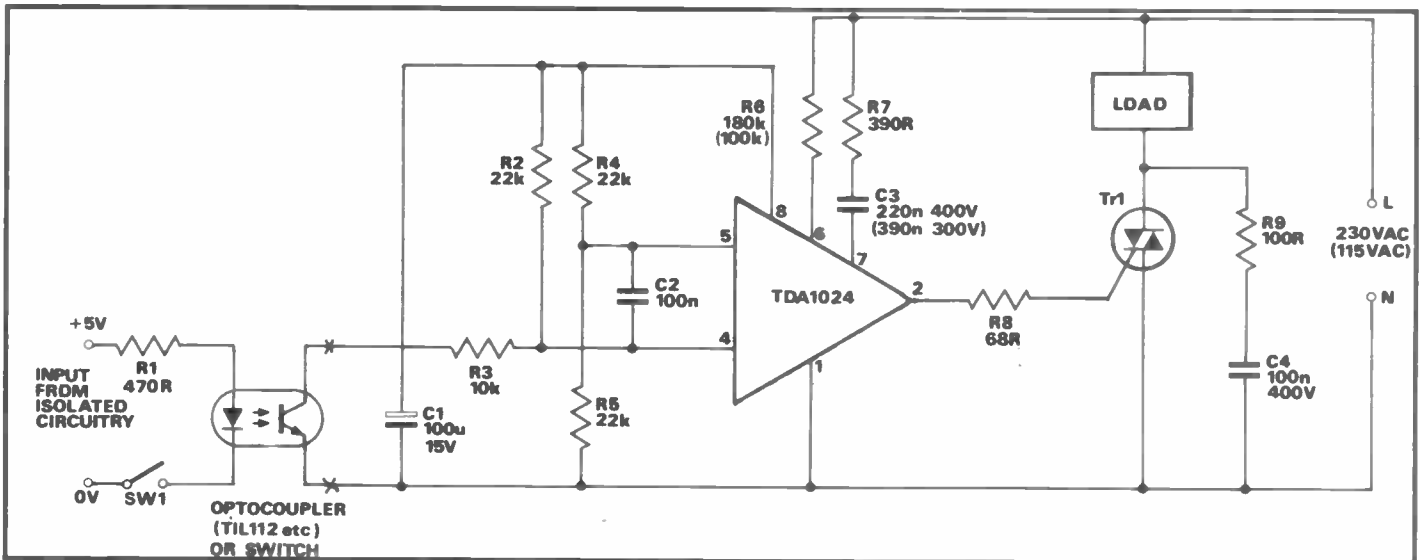 R6
180k
(100k)
R7
390R
LDAD
R2
22k
R4
22k
8
C3
220n 400V
(390n 300V)
Tr1
R9
100R
L
230VAC
(115VAC)
N
5
6
7
C2
100n
TDA1024
2
R8
68R
4
1
+5V
R1
470R
INPUT
FRDM
ISOLATED
CIRCUITRY
R3
10k
C1
100u
15V
R5
22k
C4
100n
400V
0V
SW1
OPTOCOUPLER
(TIL112 etc)
OR SWITCH